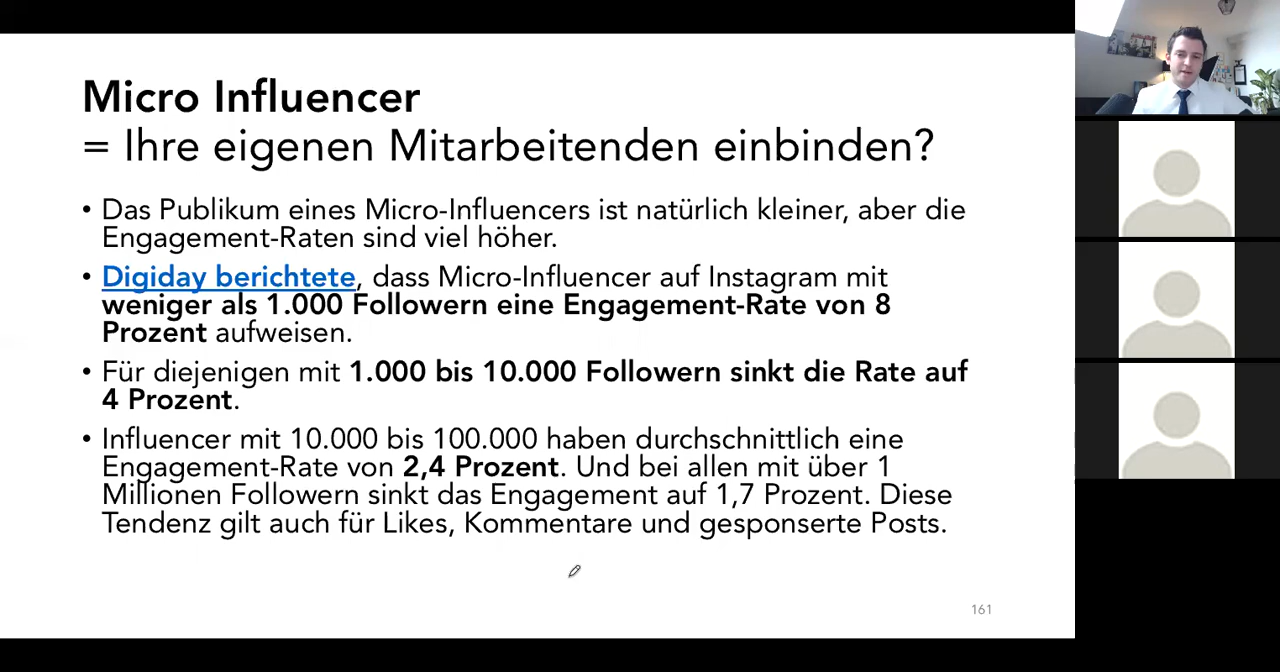 Micro Influencer
= Ihre eigenen Mitarbeitenden einbinden?
• Das Publikum eines Micro-Influencers ist natürlich kleiner, aber die
Engagement-Raten sind viel höher.
• Digiday berichtete, dass Micro-Influencer auf Instagram mit
weniger als 1.000 Followern eine Engagement-Rate von 8
Prozent aufweisen.
• Für diejenigen mit 1.000 bis 10.000 Followern sinkt die Rate auf
4 Prozent.
• Influencer mit 10.000 bis 100.000 haben durchschnittlich eine
Engagement-Rate von 2,4 Prozent. Und bei allen mit über 1
Millionen Followern sinkt das Engagement auf 1,7 Prozent. Diese
Tendenz gilt auch für Likes, Kommentare und gesponserte Posts.
161